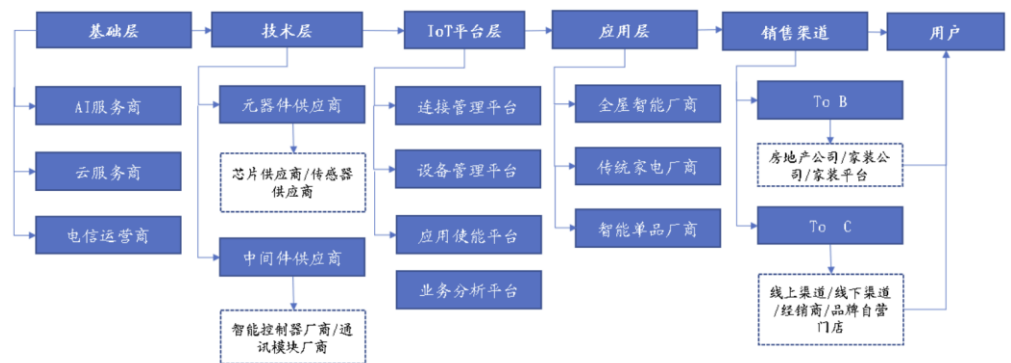 基础层
技术层
IoT平台层
应用层
销售渠道
用户
AI服务商
云服务商
电信运营商
元器件供应商
芯片供应商/传感器
供应商
中间件供应商
智能控制器厂商/通
讯模块厂商
连接管理平台
设备管理平台
应用使能平台
业务分析平台
全屋智能厂商
传统家电厂商
智能单品厂商
To B
房地产公司/家装公
司/家装平台
To C
线上渠道/线下渠道
/经销商/品牌自营
门店